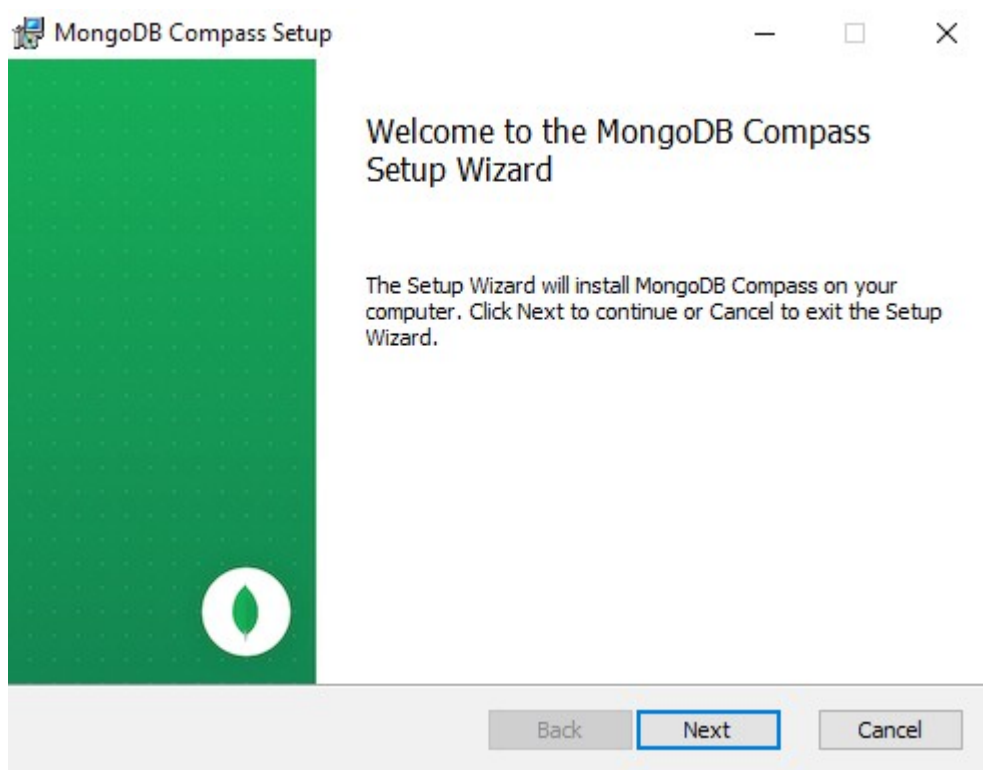 MongoDB Compass Setup
Welcome to the MongoDB Compass
Setup Wizard
The Setup Wizard will install MongoDB Compass on your
computer. Click Next to continue or Cancel to exit the Setup
Wizard.
Back Next Cancel